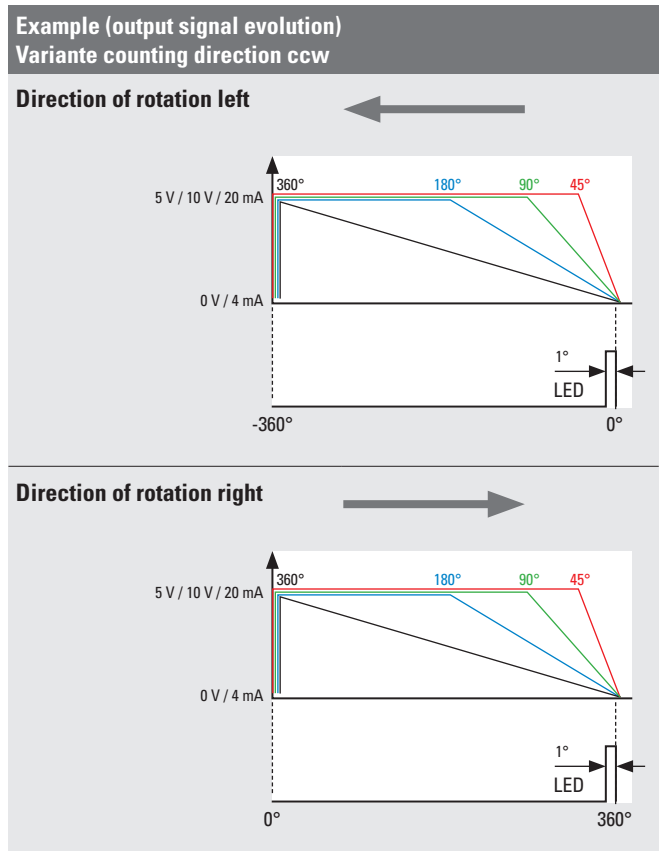 Example (output signal evolution)
Variante counting direction ccw
Direction of rotation left
360° 180° 90° 45°
5 V / 10 V / 20 mA
0 V / 4 mA
1°
LED
-360° 0°
Direction of rotation right
360° 180° 90° 45°
5 V / 10 V / 20 mA
0 V / 4 mA
1°
LED
0° 360°